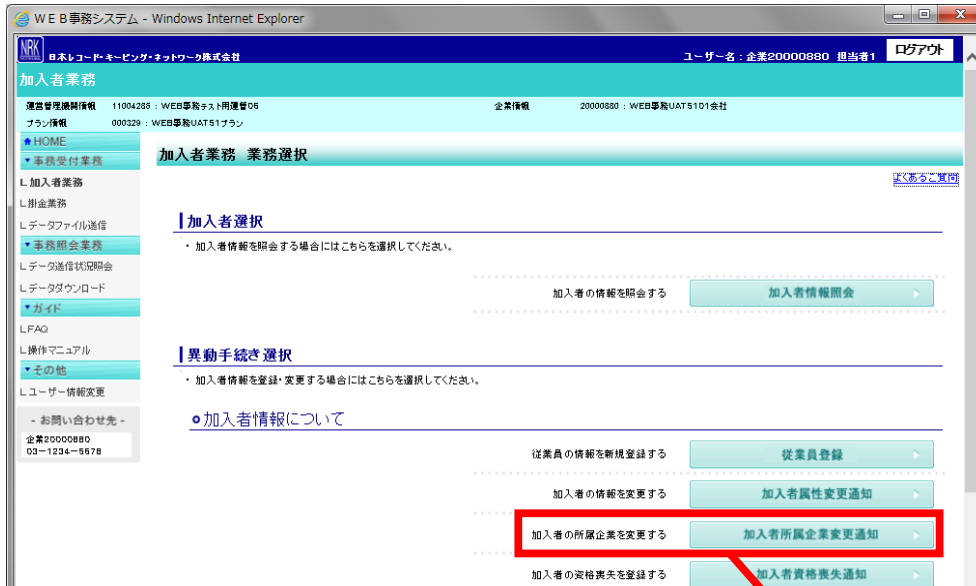 ＷＥＢ事務システム - Windows Internet Explorer
NRK 日本レコード・キーピング・ネットワーク株式会社
ユーザー名：企業20000880 担当者1 ログアウト
加入者業務
運営管理機関情報 11004286：WEB事務テスト用運管06 企業情報 20000880：WEB事務UAT5101会社
プラン情報 000329：WEB事務UAT51プラン
HOME
▼事務受付業務
加入者業務 業務選択
よくあるご質問
L加入者業務
L掛金業務
Lデータファイル送信
▼事務照会業務
Lデータ送信状況照会
Lデータダウンロード
▼ガイド
LFAQ
L操作マニュアル
▼その他
Lユーザー情報変更
- お問い合わせ先 -
企業20000880
03－1234－5678
加入者選択
・ 加入者情報を照会する場合にはこちらを選択してください。
加入者の情報を照会する 加入者情報照会
異動手続き選択
・ 加入者情報を登録・変更する場合にはこちらを選択してください。
加入者情報について
従業員の情報を新規登録する 従業員登録
加入者の情報を変更する 加入者属性変更通知
加入者の所属企業を変更する 加入者所属企業変更通知
加入者の資格喪失を登録する 加入者資格喪失通知